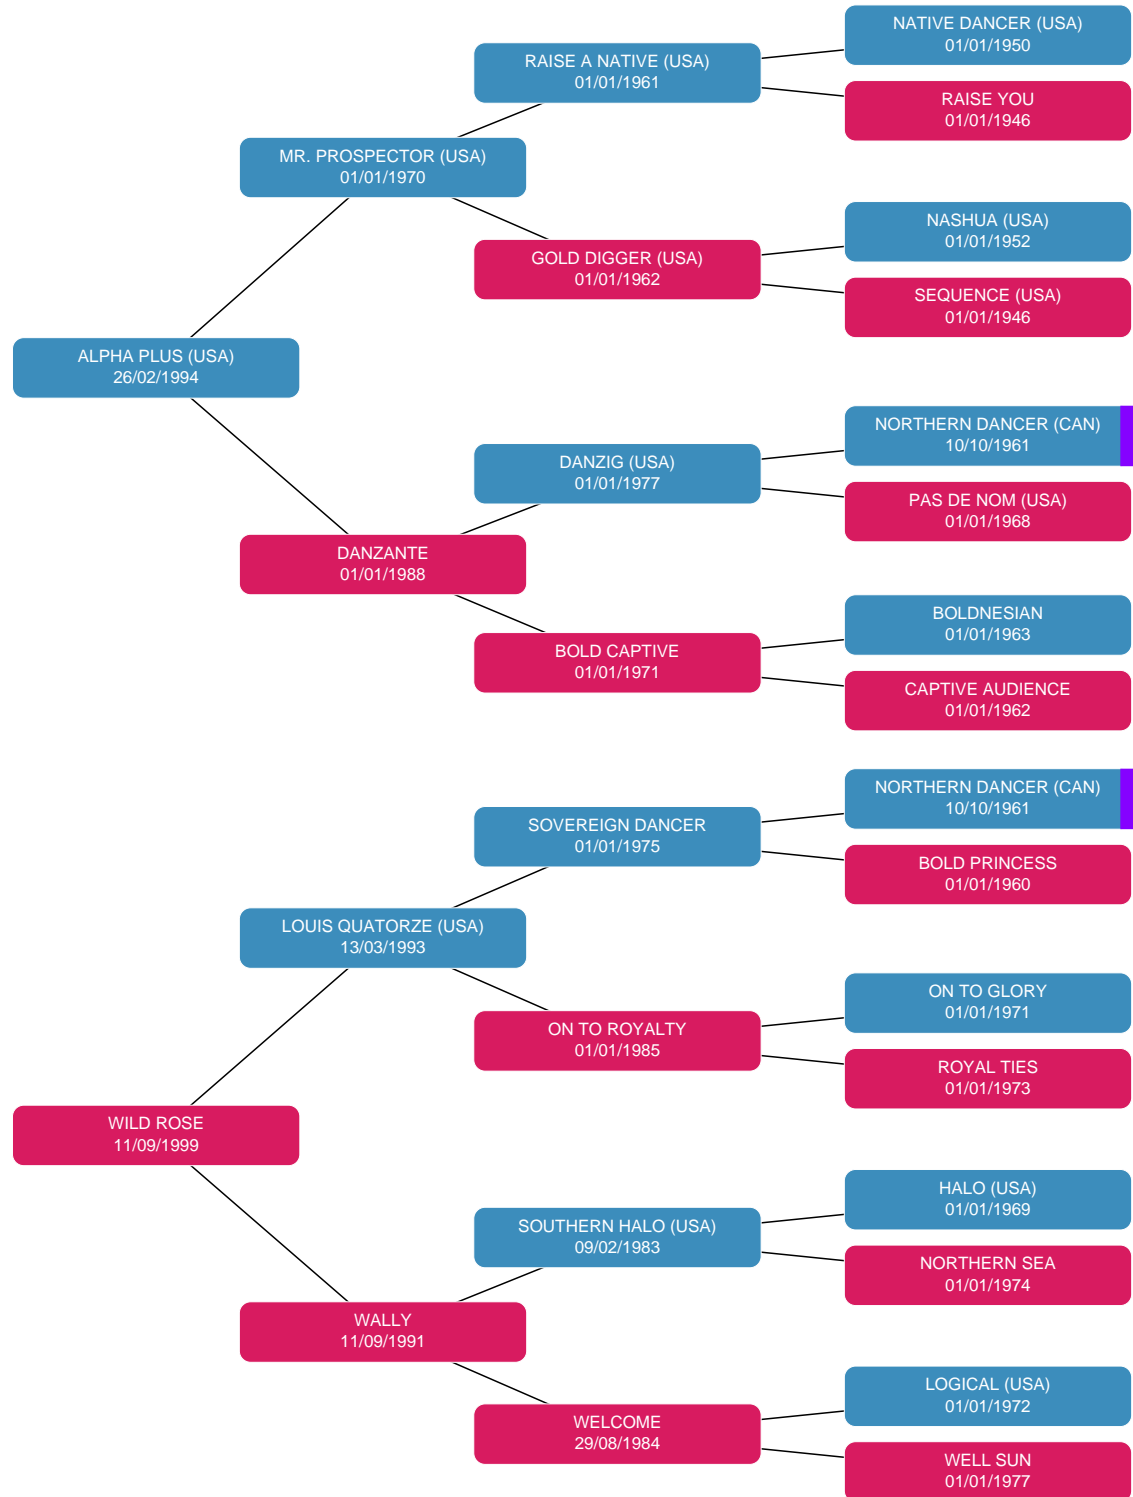 NATIVE DANCER (USA)
01/01/1950
RAISE A NATIVE (USA)
01/01/1961
RAISE YOU
01/01/1946
MR. PROSPECTOR (USA)
01/01/1970
NASHUA (USA)
01/01/1952
GOLD DIGGER (USA)
01/01/1962
SEQUENCE (USA)
01/01/1946
ALPHA PLUS (USA)
26/02/1994
NORTHERN DANCER (CAN)
10/10/1961
DANZIG (USA)
01/01/1977
PAS DE NOM (USA)
01/01/1968
DANZANTE
01/01/1988
BOLDNESIAN
01/01/1963
BOLD CAPTIVE
01/01/1971
CAPTIVE AUDIENCE
01/01/1962
NORTHERN DANCER (CAN)
10/10/1961
SOVEREIGN DANCER
01/01/1975
BOLD PRINCESS
01/01/1960
LOUIS QUATORZE (USA)
13/03/1993
ON TO GLORY
01/01/1971
ON TO ROYALTY
01/01/1985
ROYAL TIES
01/01/1973
WILD ROSE
11/09/1999
HALO (USA)
01/01/1969
SOUTHERN HALO (USA)
09/02/1983
NORTHERN SEA
01/01/1974
WALLY
11/09/1991
LOGICAL (USA)
01/01/1972
WELCOME
29/08/1984
WELL SUN
01/01/1977